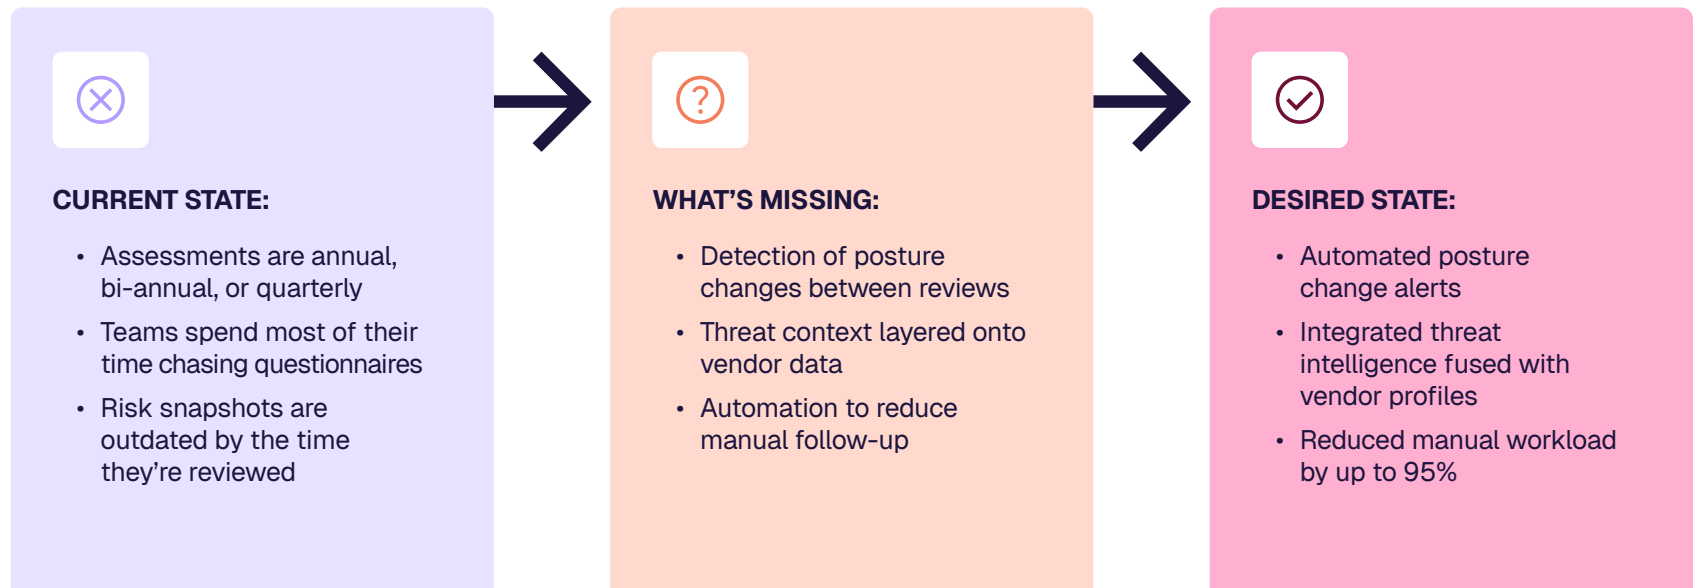 CURRENT STATE:
• Assessments are annual,
bi-annual, or quarterly
• Teams spend most of their
time chasing questionnaires
• Risk snapshots are
outdated by the time
they’re reviewed
WHAT’S MISSING:
• Detection of posture
changes between reviews
• Threat context layered onto
vendor data
• Automation to reduce
manual follow-up
DESIRED STATE:
• Automated posture
change alerts
• Integrated threat
intelligence fused with
vendor profiles
• Reduced manual workload
by up to 95%